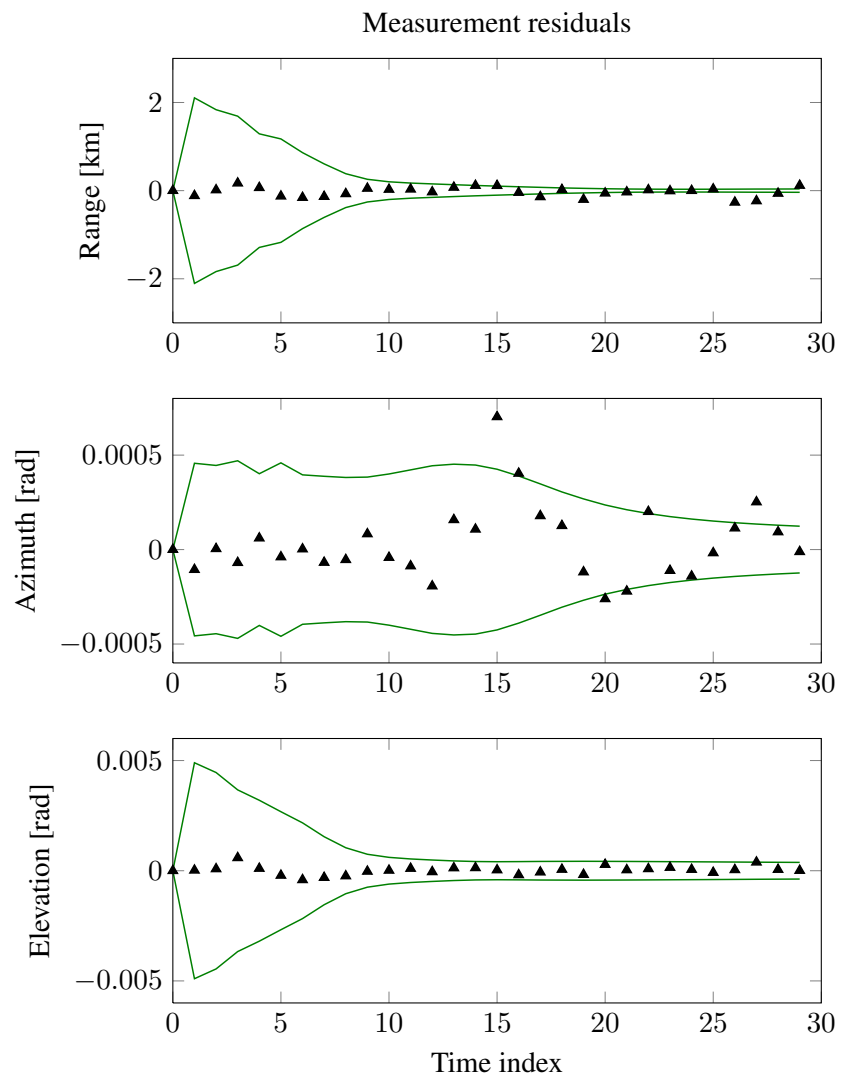 Measurement residuals
2
0
−2
Range [km]
0 5 10 15 20 25 30
0.0005
0
−0.0005
Azimuth [rad]
0 5 10 15 20 25 30
0.005
0
−0.005
Elevation [rad]
0 5 10 15 20 25 30
Time index